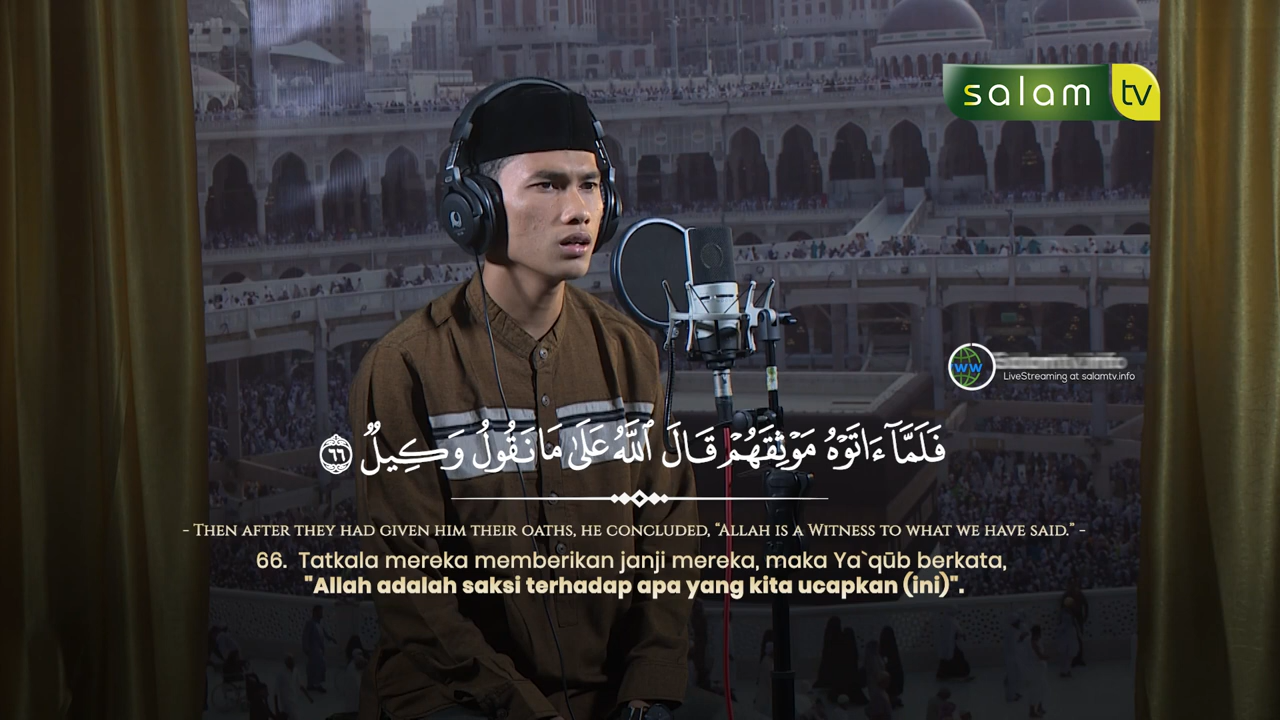 salam tv
LiveStreaming at salamtv.info
فَلَمَّآ ءَاتَوْهُ مَوْثِقَهُمْ قَالَ ٱللَّهُ عَلَىٰ مَا نَقُولُ وَكِيلٌ ٦٦
- Then after they had given him their oaths, he concluded, “Allah is a Witness to what we have said.” -
66. Tatkala mereka memberikan janji mereka, maka Ya`qūb berkata,
"Allah adalah saksi terhadap apa yang kita ucapkan (ini)".